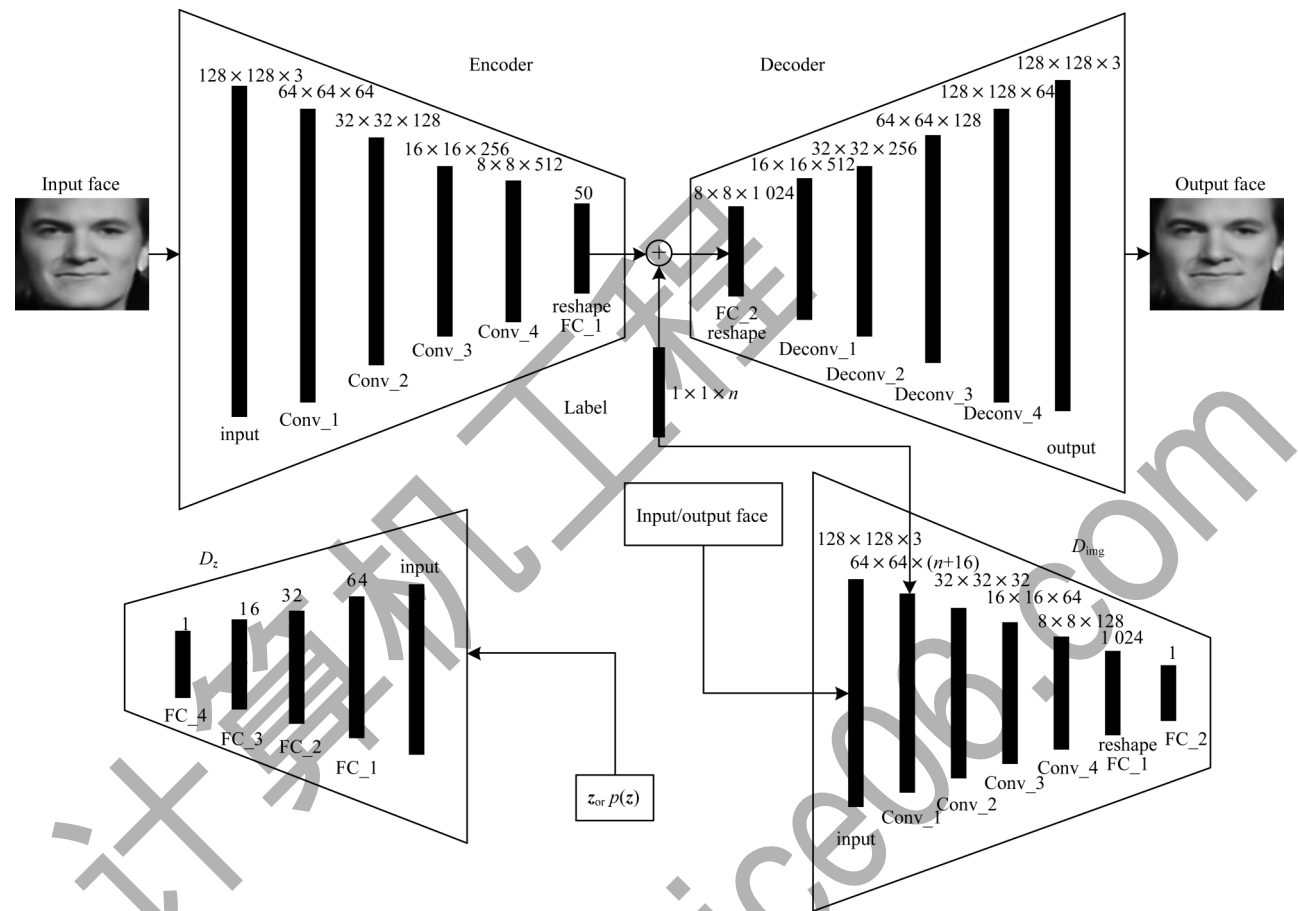 Encoder
128×128×3
64×64×64
32×32×128
16×16×256
8×8×512
50
Input face
input
Conv_1
Conv_2
Conv_3
Conv_4
reshape
FC_1
Decoder
8×8×1 024
16×16×512
32×32×256
64×64×128
128×128×64
128×128×3
Output face
FC_2
reshape
Deconv_1
Deconv_2
Deconv_3
Deconv_4
output
Label
1×1×n
Input/output face
D_z
1
16
32
64
input
FC_4
FC_3
FC_2
FC_1
z or p(z)
D_img
128×128×3
64×64×(n+16)
32×32×32
16×16×64
8×8×128
1 024
1
input
Conv_1
Conv_2
Conv_3
Conv_4
reshape
FC_1
FC_2
计算机工程
ice06.com